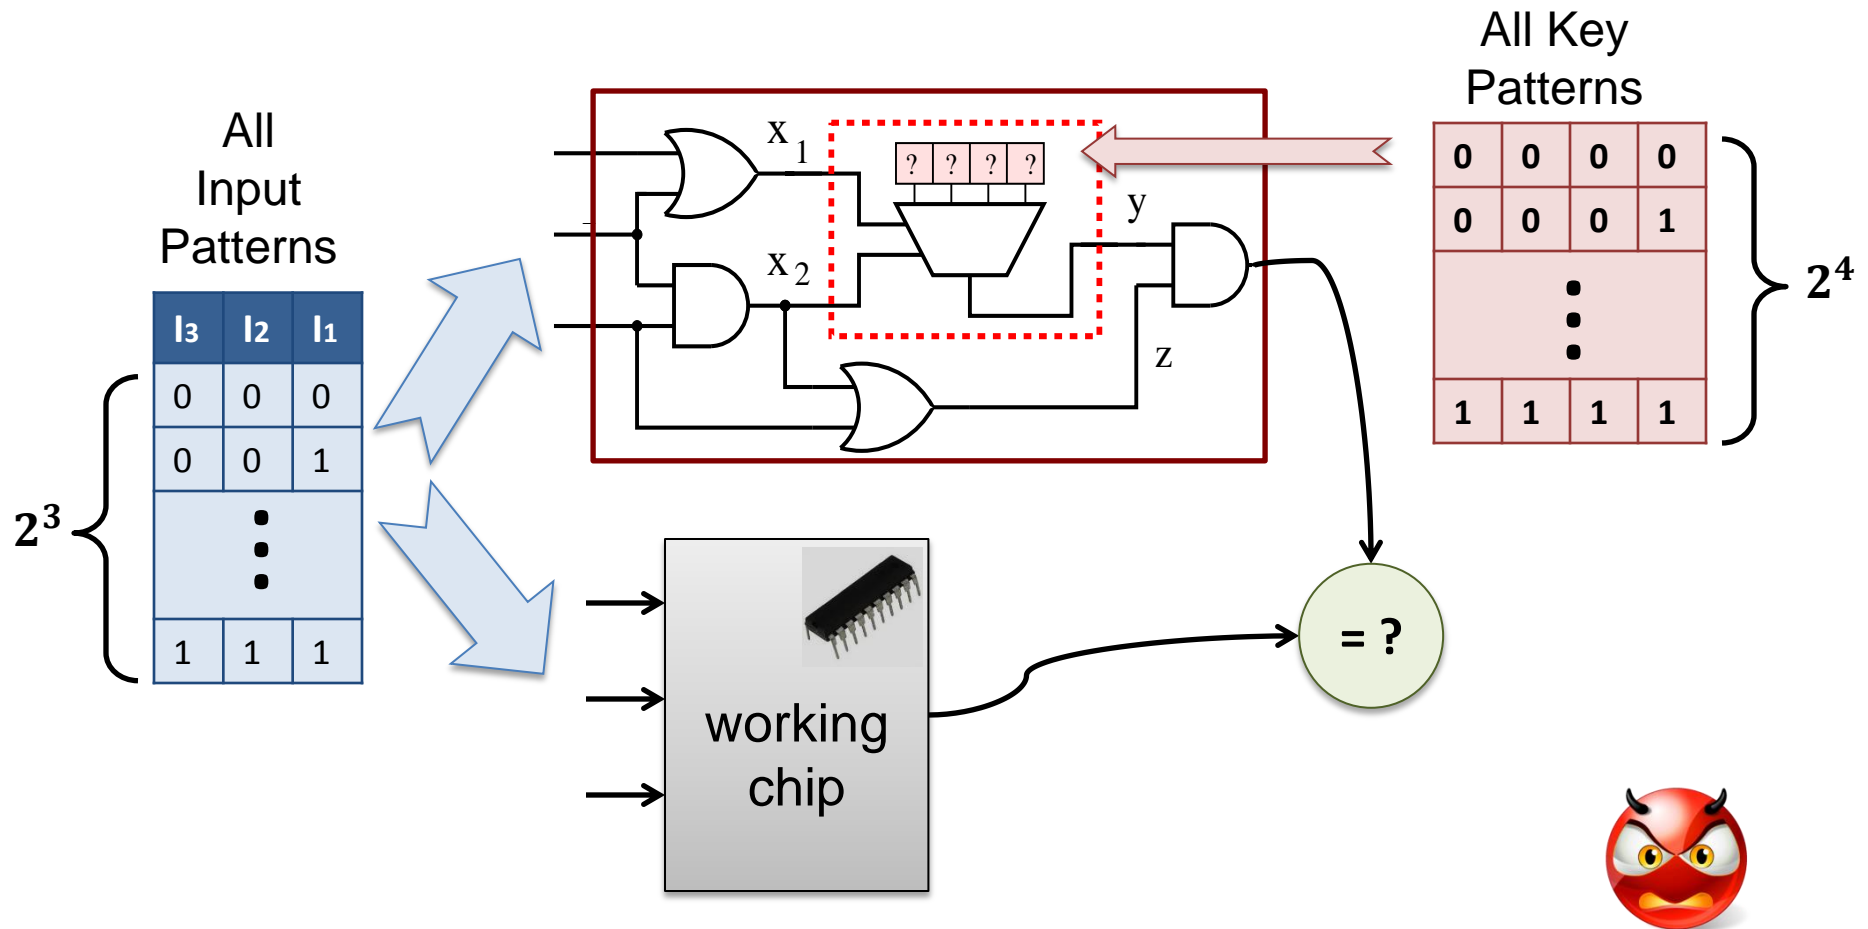 All
Input
Patterns
I3 I2 I1
0 0 0
0 0 1
1 1 1
2^3
x1
x2
? ? ? ?
y
z
All Key
Patterns
0 0 0 0
0 0 0 1
1 1 1 1
2^4
working
chip
= ?